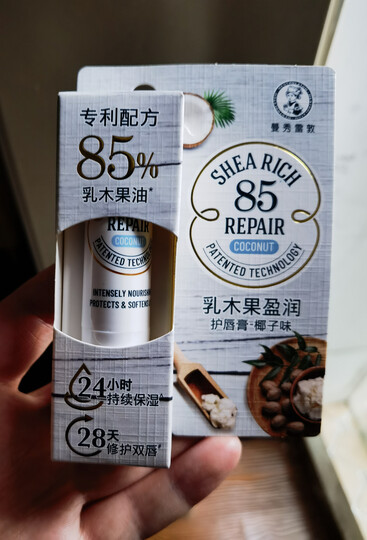 专利配方
85%
乳木果油*
REPAIR
COCONUT
PATENTED TECHNOLOGY
INTENSELY NOURISH
PROTECTS & SOFTENS
24小时
持续保湿
28天
修护双唇
曼秀雷敦
SHEA RICH
85
REPAIR
COCONUT
PATENTED TECHNOLOGY
乳木果盈润
护唇膏-椰子味